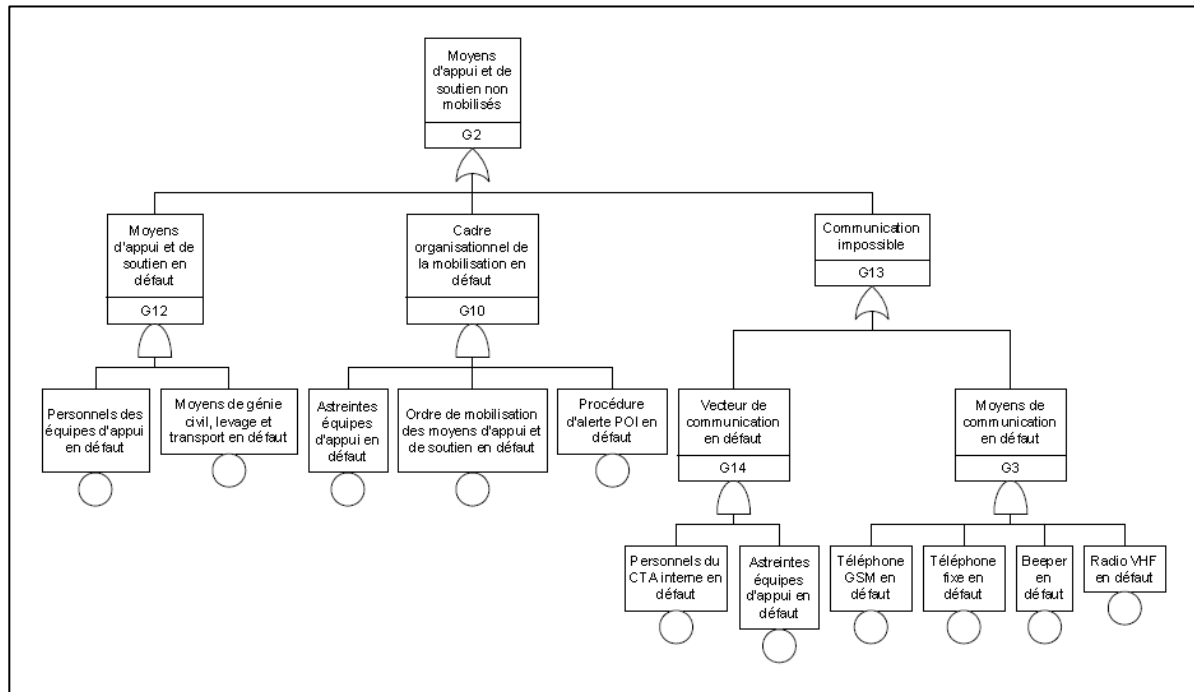 Moyens
d'appui et de
soutien non
mobilisés
G2
Moyens
d'appui et de
soutien en
défaut
G12
Cadre
organisationnel de
la mobilisation en
défaut
G10
Communication
impossible
G13
Personnels des
équipes d'appui
en défaut
Moyens de génie
civil, levage et
transport en défaut
Astreintes
équipes
d'appui en
défaut
Ordre de mobilisation
des moyens d'appui et
de soutien en défaut
Procédure
d'alerte POI en
défaut
Vecteur de
communication
en défaut
G14
Moyens de
communication
en défaut
G3
Personnels du
CTA interne en
défaut
Astreintes
équipes
d'appui en
défaut
Téléphone
GSM en
défaut
Téléphone
fixe en
défaut
Beeper
en
défaut
Radio VHF
en défaut